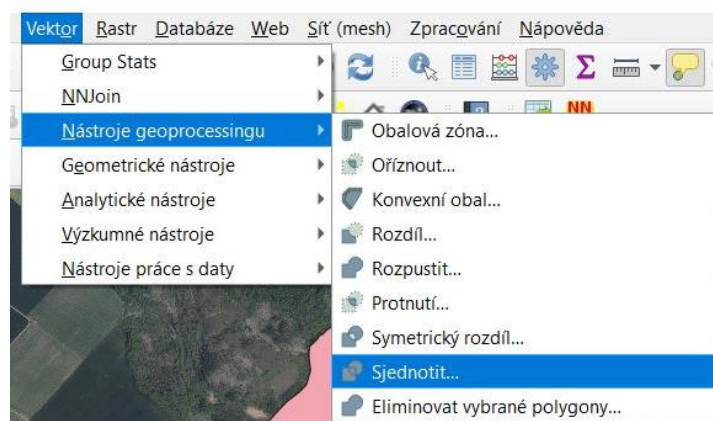 Vektor Rastr Databáze Web Síť (mesh) Zpracování Nápověda
Group Stats
NNJoin
NN
Nástroje geoprocessingu
Geometrické nástroje
Analytické nástroje
Výzkumné nástroje
Nástroje práce s daty
Obalová zóna...
Oříznout...
Konvexní obal...
Rozdíl...
Rozpustit...
Protnutí...
Symetrický rozdíl...
Sjednotit...
Eliminovat vybrané polygony...